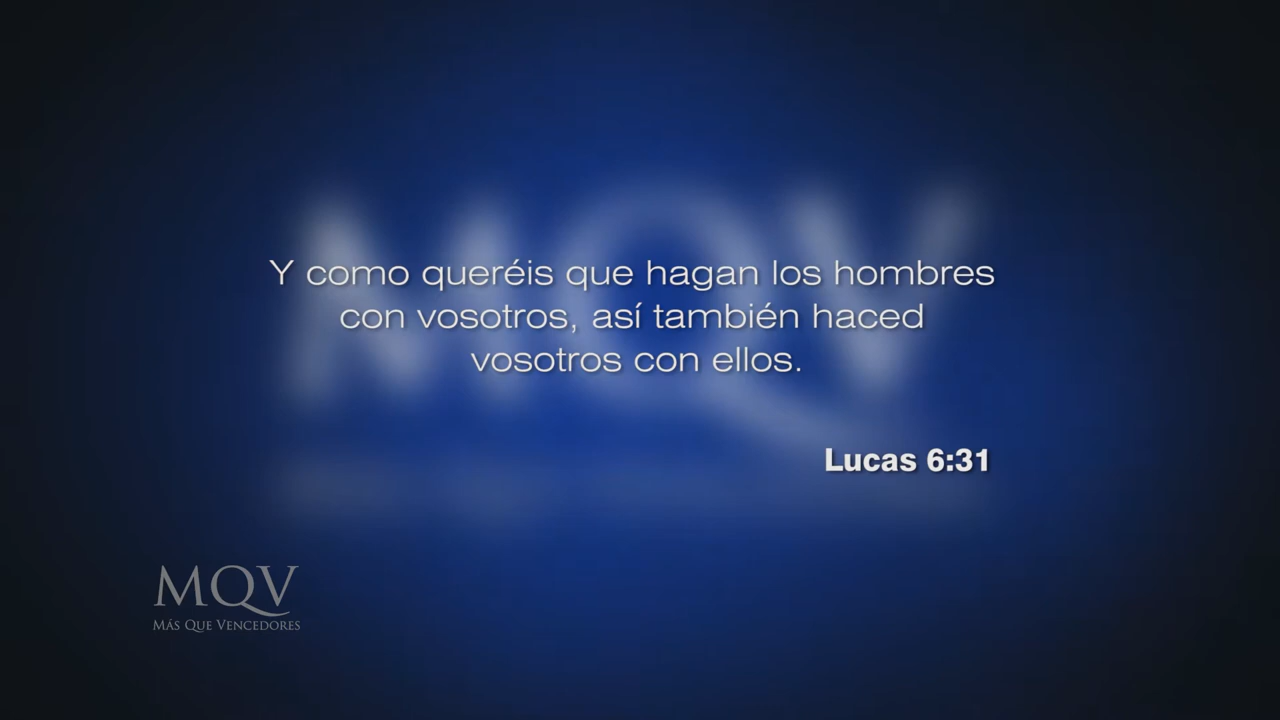 Y como queréis que hagan los hombres
con vosotros, así también haced
vosotros con ellos.
Lucas 6:31
MQV
MÁS QUE VENCEDORES